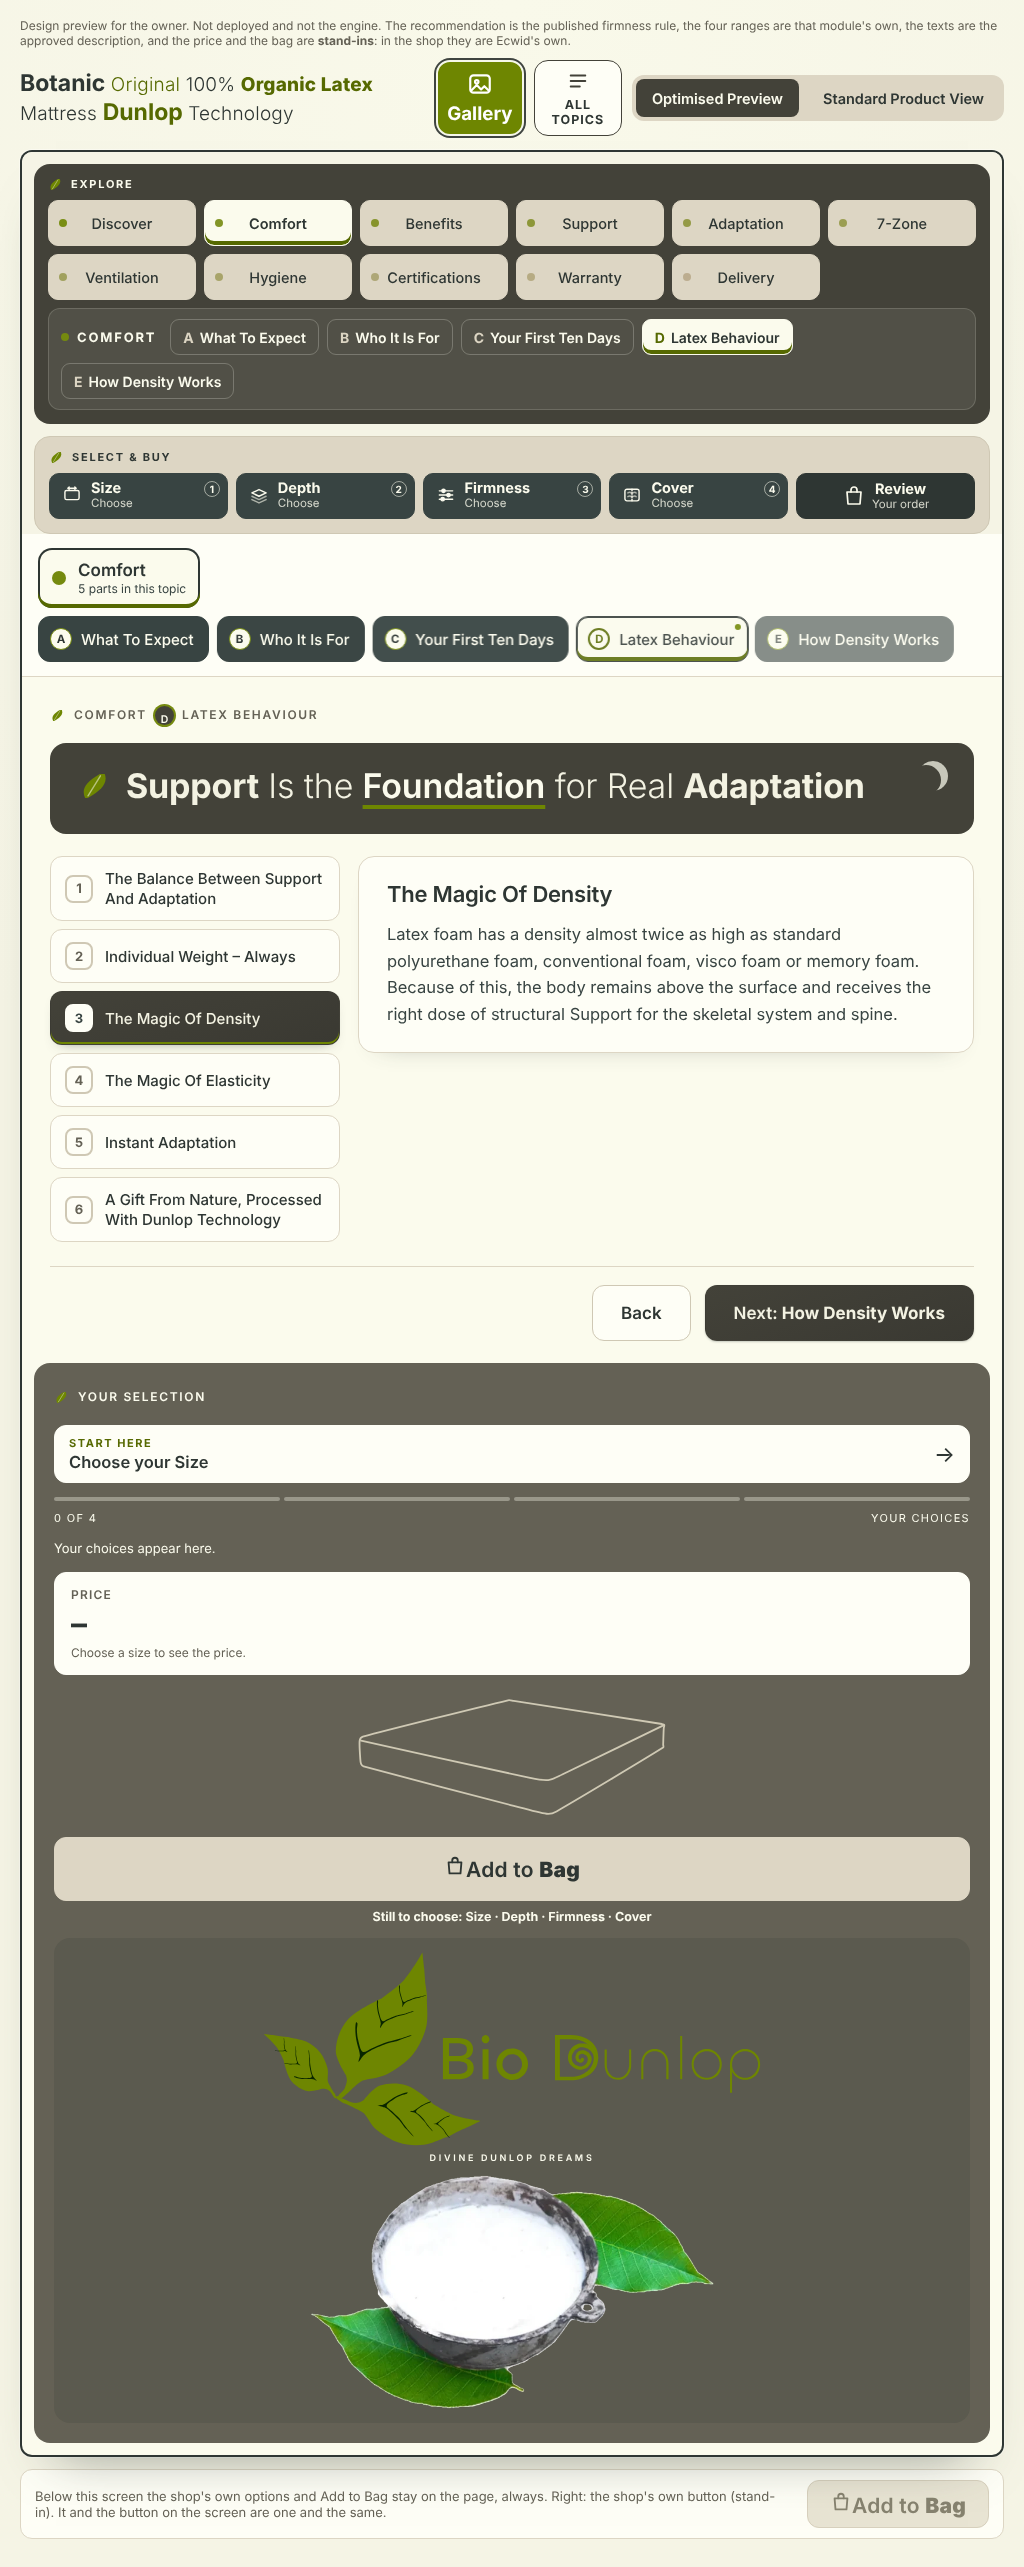 Design preview for the owner. Not deployed and not the engine. The recommendation is the published firmness rule, the four ranges are that module's own, the texts are the
approved description, and the price and the bag are stand-ins: in the shop they are Ecwid's own.
Botanic Original 100% Organic Latex
Mattress Dunlop Technology
Gallery
ALL
TOPICS
Optimised Preview
Standard Product View
EXPLORE
Discover
Comfort
Benefits
Support
Adaptation
7-Zone
Ventilation
Hygiene
Certifications
Warranty
Delivery
COMFORT
A What To Expect
B Who It Is For
C Your First Ten Days
D Latex Behaviour
E How Density Works
SELECT & BUY
Size
Choose
1
Depth
Choose
2
Firmness
Choose
3
Cover
Choose
4
Review
Your order
Comfort
5 parts in this topic
A What To Expect
B Who It Is For
C Your First Ten Days
D Latex Behaviour
E How Density Works
COMFORT D LATEX BEHAVIOUR
Support Is the Foundation for Real Adaptation
1 The Balance Between Support
And Adaptation
2 Individual Weight – Always
3 The Magic Of Density
4 The Magic Of Elasticity
5 Instant Adaptation
6 A Gift From Nature, Processed
With Dunlop Technology
The Magic Of Density
Latex foam has a density almost twice as high as standard
polyurethane foam, conventional foam, visco foam or memory foam.
Because of this, the body remains above the surface and receives the
right dose of structural Support for the skeletal system and spine.
Back
Next: How Density Works
YOUR SELECTION
START HERE
Choose your Size
0 OF 4
YOUR CHOICES
Your choices appear here.
PRICE
–
Choose a size to see the price.
Add to Bag
Still to choose: Size · Depth · Firmness · Cover
Bio Dunlop
DIVINE DUNLOP DREAMS
Below this screen the shop's own options and Add to Bag stay on the page, always. Right: the shop's own button (stand-
in). It and the button on the screen are one and the same.
Add to Bag